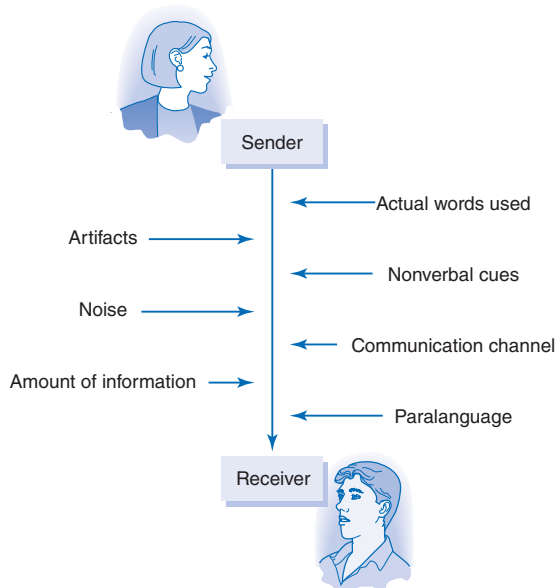 Sender
Actual words used
Artifacts
Nonverbal cues
Noise
Communication channel
Amount of information
Paralanguage
Receiver